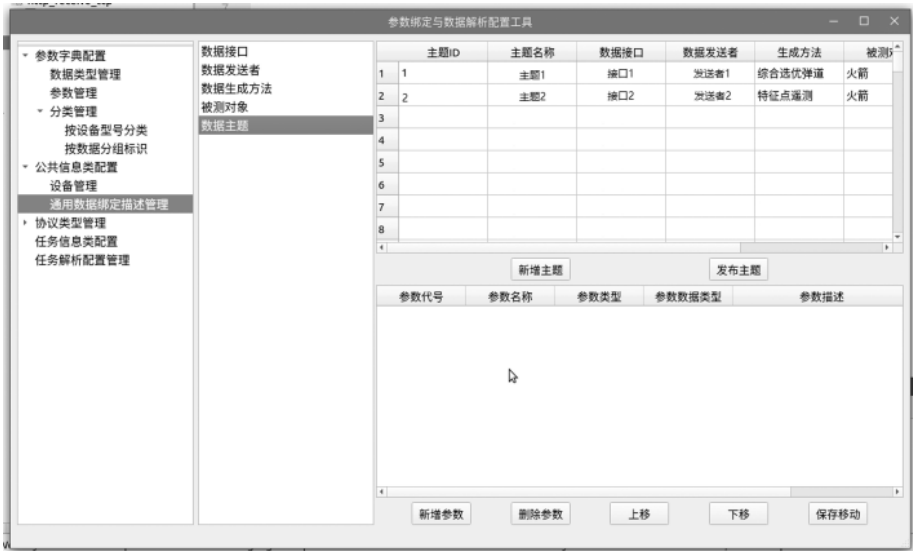 参数绑定与数据解析配置工具
参数字典配置
数据类型管理
参数管理
分类管理
按设备型号分类
按数据分组标识
公共信息类配置
设备管理
通用数据绑定描述管理
协议类型管理
任务信息类配置
任务解析配置管理
数据接口
数据发送者
数据生成方法
被测对象
数据主题
主题ID 主题名称 数据接口 数据发送者 生成方法
1 1 主题1 接口1 发送者1 综合选优弹道 火箭
2 2 主题2 接口2 发送者2 特征点遥测 火箭
3
4
5
6
7
8
新增主题 发布主题
参数代号 参数名称 参数类型 参数数据类型 参数描述
新增参数 删除参数 上移 下移 保存移动